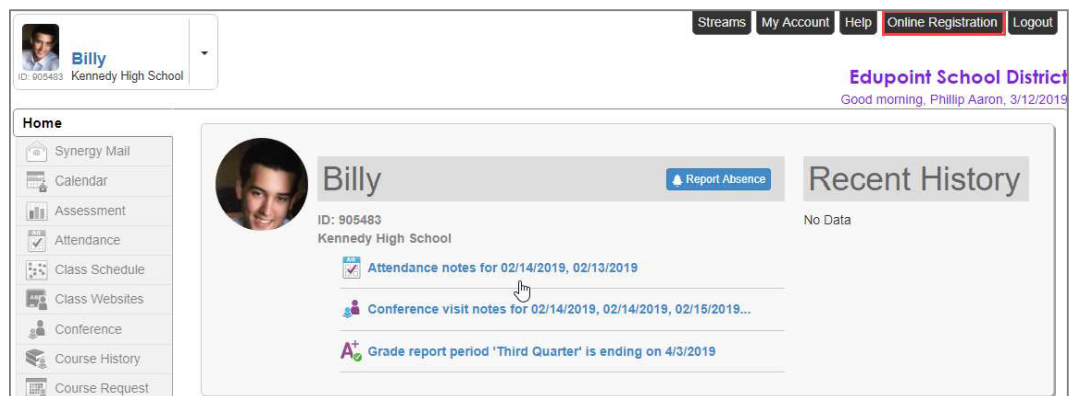 Streams My Account Help Online Registration Logout
Billy
ID: 905483 Kennedy High School
Edupoint School District
Good morning, Phillip Aaron, 3/12/2019
Home
Synergy Mail
Calendar
Assessment
Attendance
Class Schedule
Class Websites
Conference
Course History
Course Request
Billy
Report Absence
ID: 905483
Kennedy High School
Attendance notes for 02/14/2019, 02/13/2019
Conference visit notes for 02/14/2019, 02/14/2019, 02/15/2019...
A+ Grade report period 'Third Quarter' is ending on 4/3/2019
Recent History
No Data